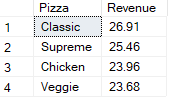 Pizza Revenue
1 Classic 26.91
2 Supreme 25.46
3 Chicken 23.96
4 Veggie 23.68